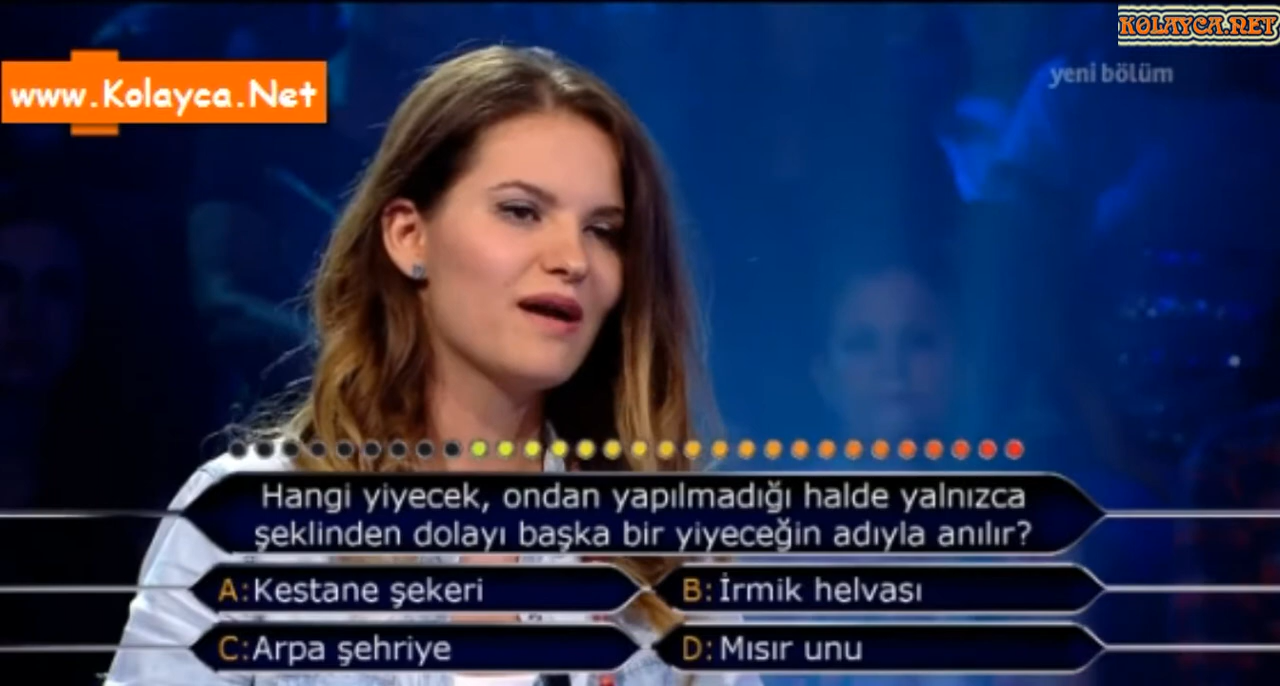 KOLAYCA.NET
yeni bölüm
www.Kolayca.Net
Hangi yiyecek, ondan yapılmadığı halde yalnızca
şeklinden dolayı başka bir yiyeceğin adıyla anılır?
A:Kestane şekeri
B:İrmik helvası
C:Arpa şehriye
D:Mısır unu